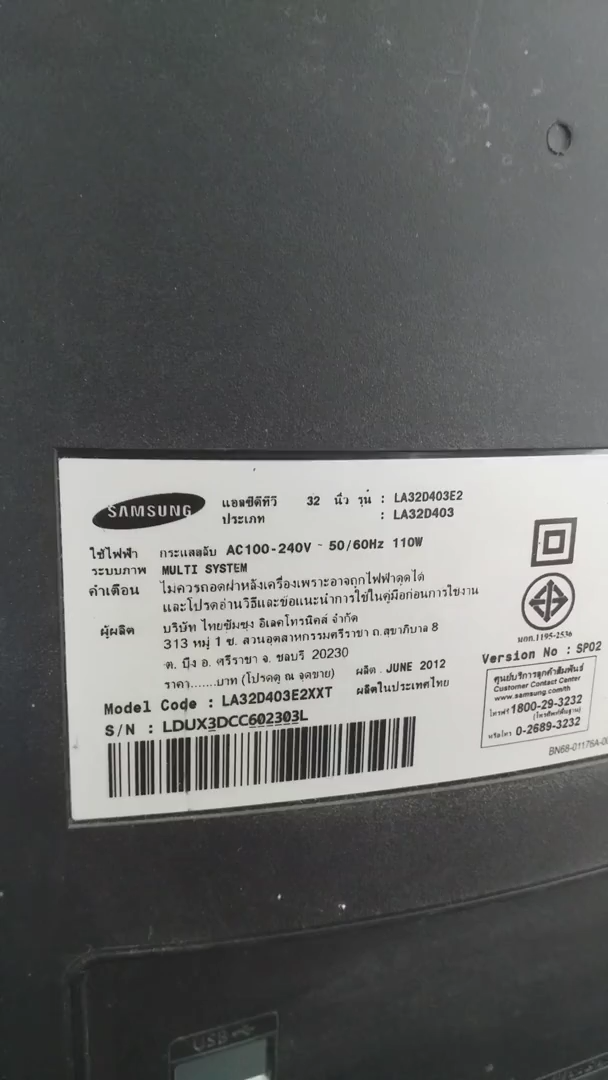 SAMSUNG
แอลซีดีทีวี 32 นิ้ว รุ่น : LA32D403E2
ประเภท : LA32D403
ใช้ไฟฟ้า กระแสสลับ AC100-240V ~ 50/60Hz 110W
ระบบภาพ MULTI SYSTEM
คำเตือน ไม่ควรถอดฝาหลังเครื่องเพราะอาจถูกไฟฟ้าดูดได้
และโปรดอ่านวิธีและข้อแนะนำการใช้ในคู่มือก่อนการใช้งาน
ผู้ผลิต บริษัท ไทยซัมซุง อิเลคโทรนิคส์ จำกัด
313 หมู่ 1 ซ. สวนอุตสาหกรรมศรีราชา ถ.สุขาภิบาล 8
ต. บึง อ. ศรีราชา จ. ชลบุรี 20230
ราคา.......บาท (โปรดดู ณ จุดขาย) ผลิต . JUNE 2012
Model Code : LA32D403E2XXT ผลิตในประเทศไทย
S/N : LDUX3DCC602303L
มอก.1195-2536
Version No : SP02
ศูนย์บริการลูกค้าสัมพันธ์
Customer Contact Center
www.samsung.com/th
โทรฟรี 1800-29-3232
(โทรศัพท์พื้นฐาน)
หรือโทร 0-2689-3232
BN68-01176A-0
USB